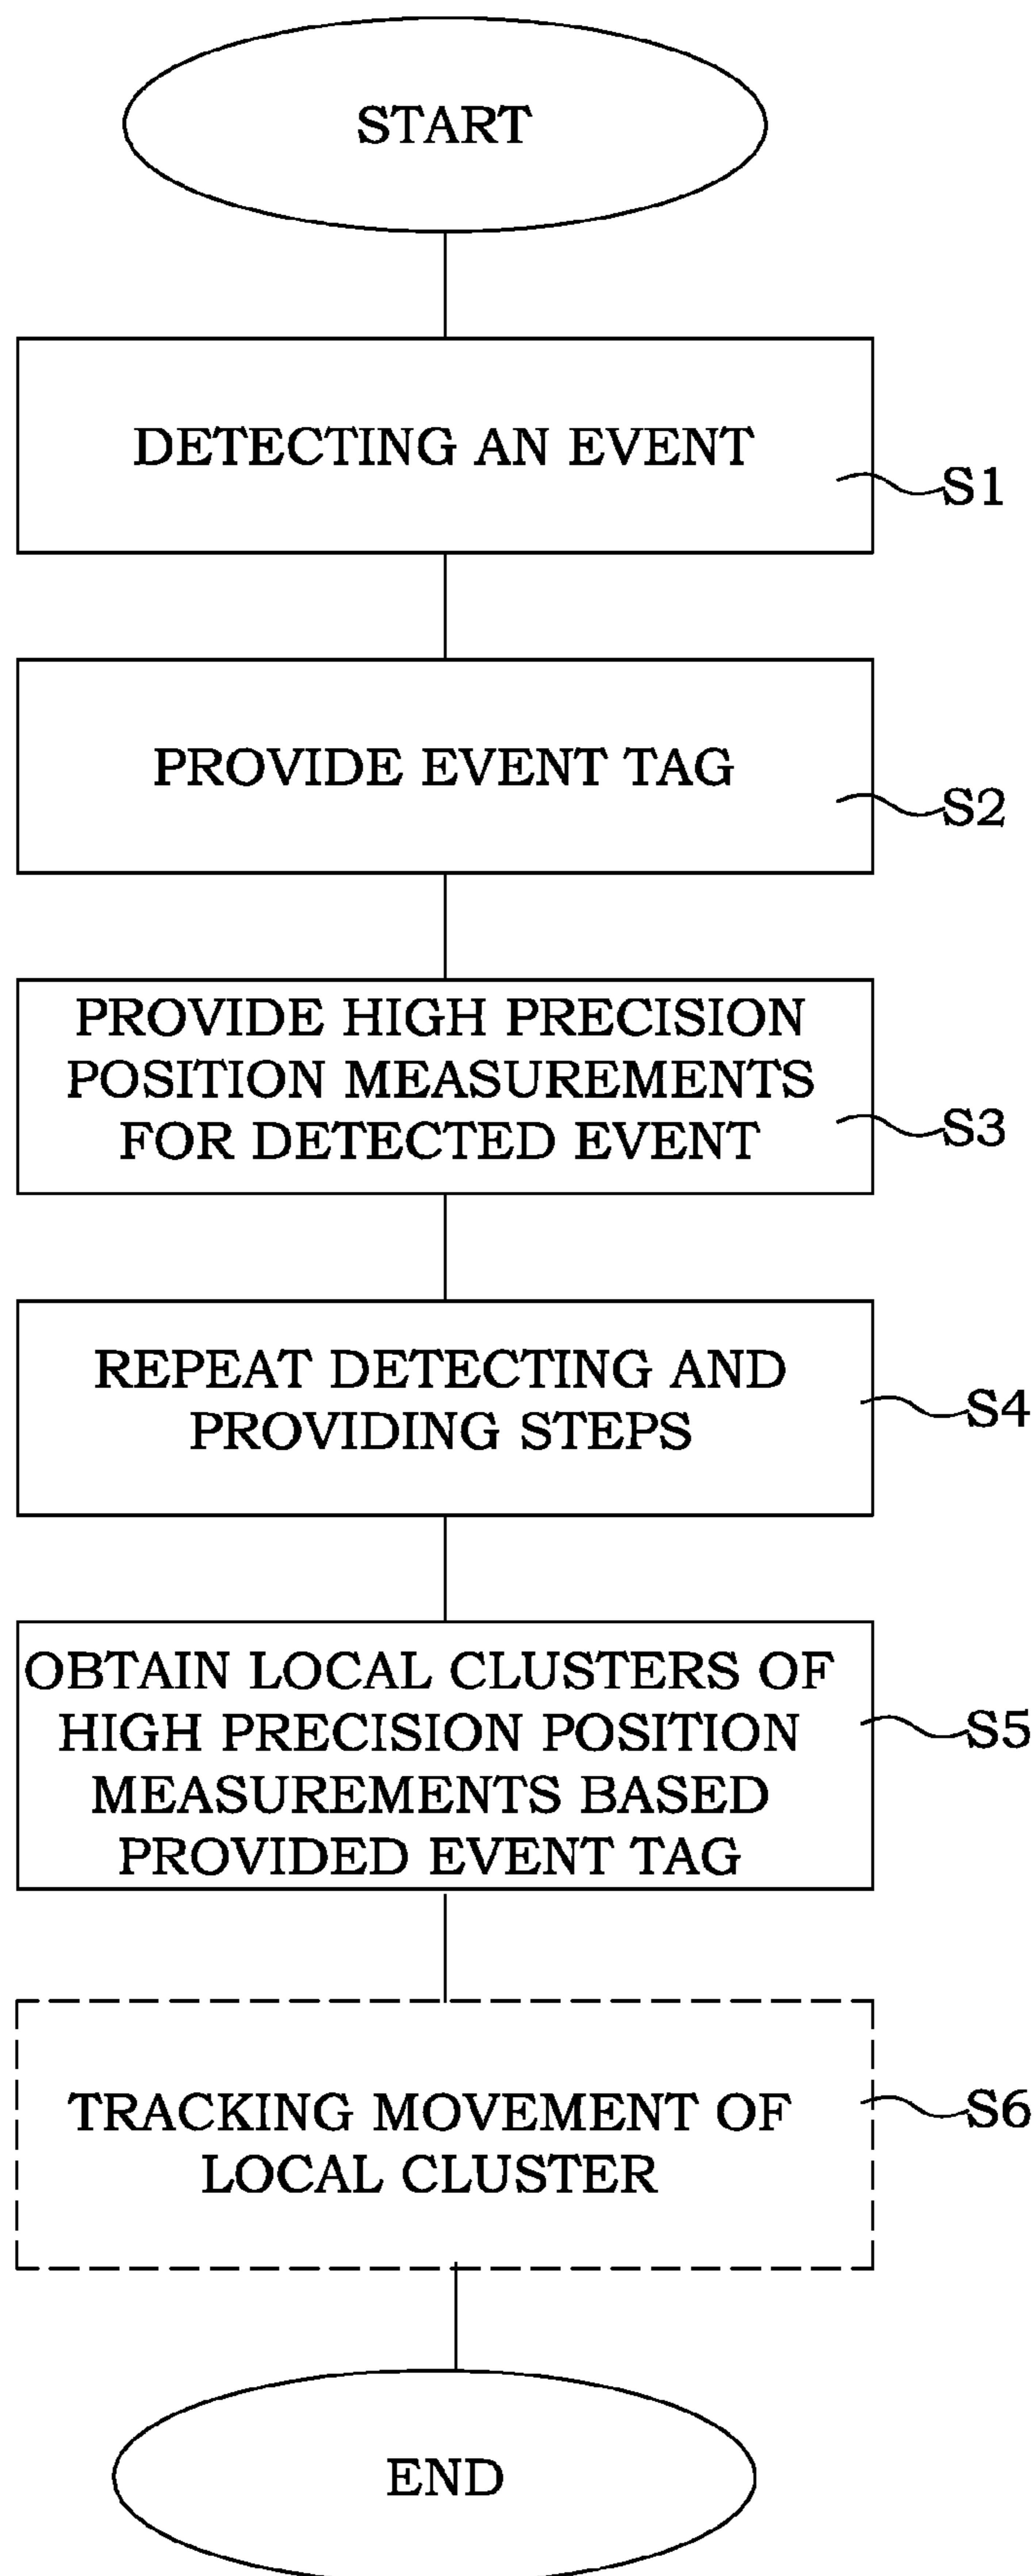 START
DETECTING AN EVENT
S1
PROVIDE EVENT TAG
S2
PROVIDE HIGH PRECISION
POSITION MEASUREMENTS
FOR DETECTED EVENT
S3
REPEAT DETECTING AND
PROVIDING STEPS
S4
OBTAIN LOCAL CLUSTERS OF
HIGH PRECISION POSITION
MEASUREMENTS BASED
PROVIDED EVENT TAG
S5
TRACKING MOVEMENT OF
LOCAL CLUSTER
S6
END